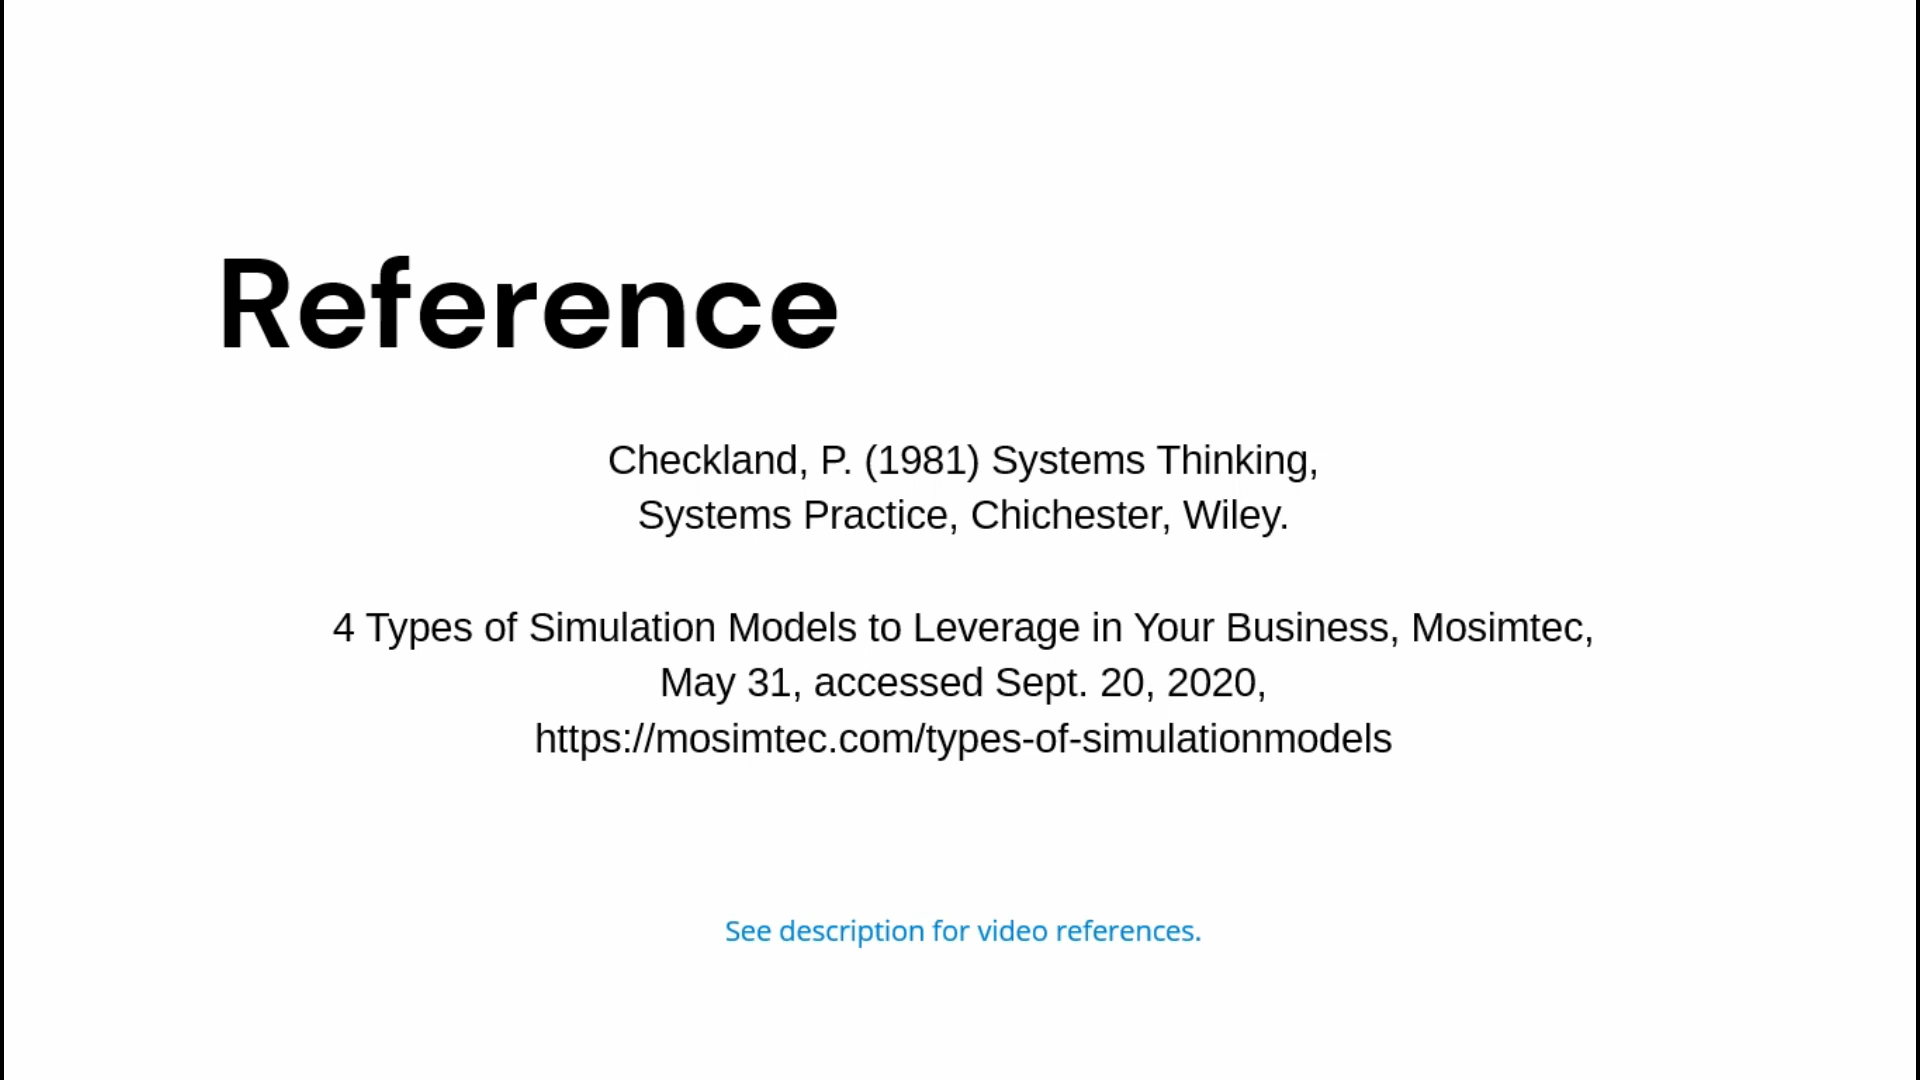 Reference
Checkland, P. (1981) Systems Thinking,
Systems Practice, Chichester, Wiley.
4 Types of Simulation Models to Leverage in Your Business, Mosimtec,
May 31, accessed Sept. 20, 2020,
https://mosimtec.com/types-of-simulationmodels
See description for video references.